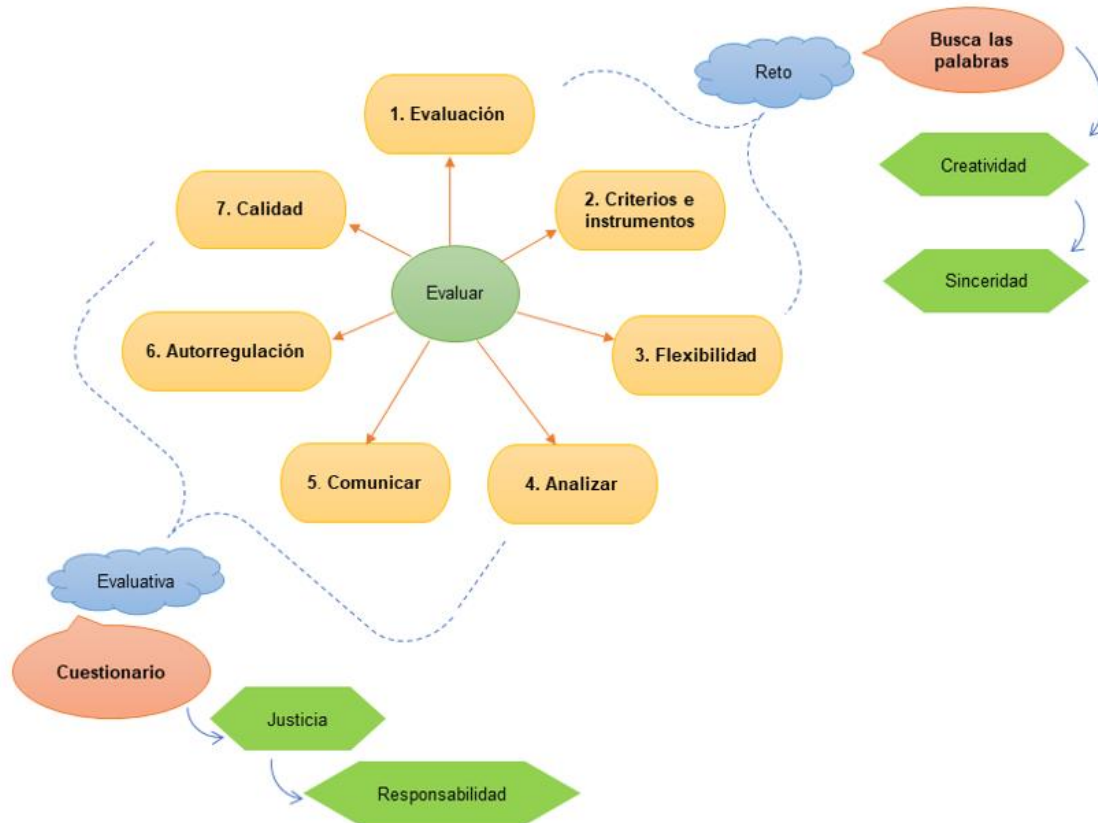 Busca las
palabras
Reto
1. Evaluación
Creatividad
7. Calidad
2. Criterios e
instrumentos
Sinceridad
Evaluar
6. Autorregulación
3. Flexibilidad
5. Comunicar
4. Analizar
Evaluativa
Cuestionario
Justicia
Responsabilidad